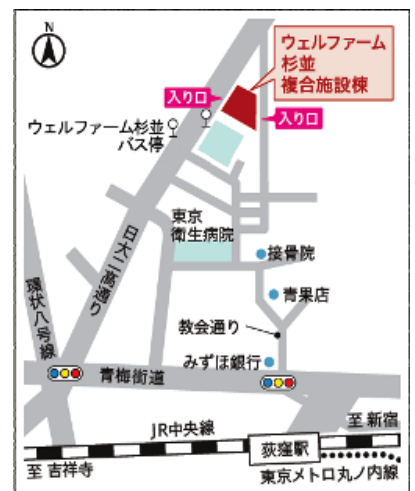 N
ウェルファーム
杉並
複合施設棟
入り口
入り口
ウェルファーム杉並
バス停
東京
衛生病院
日大二高通り
環状八号線
接骨院
青果店
教会通り
みずほ銀行
青梅街道
JR中央線
至 新宿
荻窪駅
至 吉祥寺
東京メトロ丸ノ内線